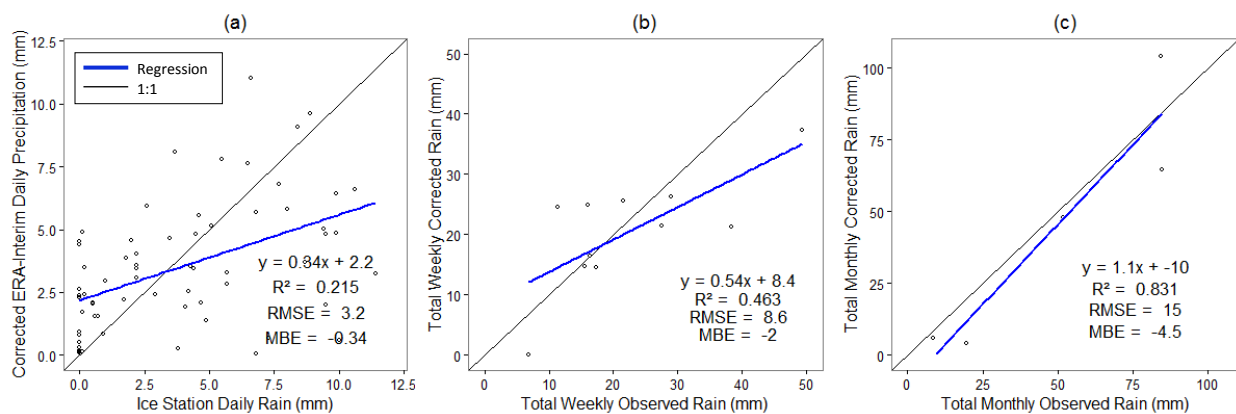 (a)
Corrected ERA-Interim Daily Precipitation (mm)
12.5
10.0
7.5
5.0
2.5
0.0
Regression
1:1
y = 0.34x + 2.2
R² = 0.215
RMSE = 3.2
MBE = -0.34
0.0 2.5 5.0 7.5 10.0 12.5
Ice Station Daily Rain (mm)
(b)
Total Weekly Corrected Rain (mm)
50
40
30
20
10
0
y = 0.54x + 8.4
R² = 0.463
RMSE = 8.6
MBE = -2
0 10 20 30 40 50
Total Weekly Observed Rain (mm)
(c)
Total Monthly Corrected Rain (mm)
100
75
50
25
0
y = 1.1x + -10
R² = 0.831
RMSE = 15
MBE = -4.5
0 25 50 75 100
Total Monthly Observed Rain (mm)